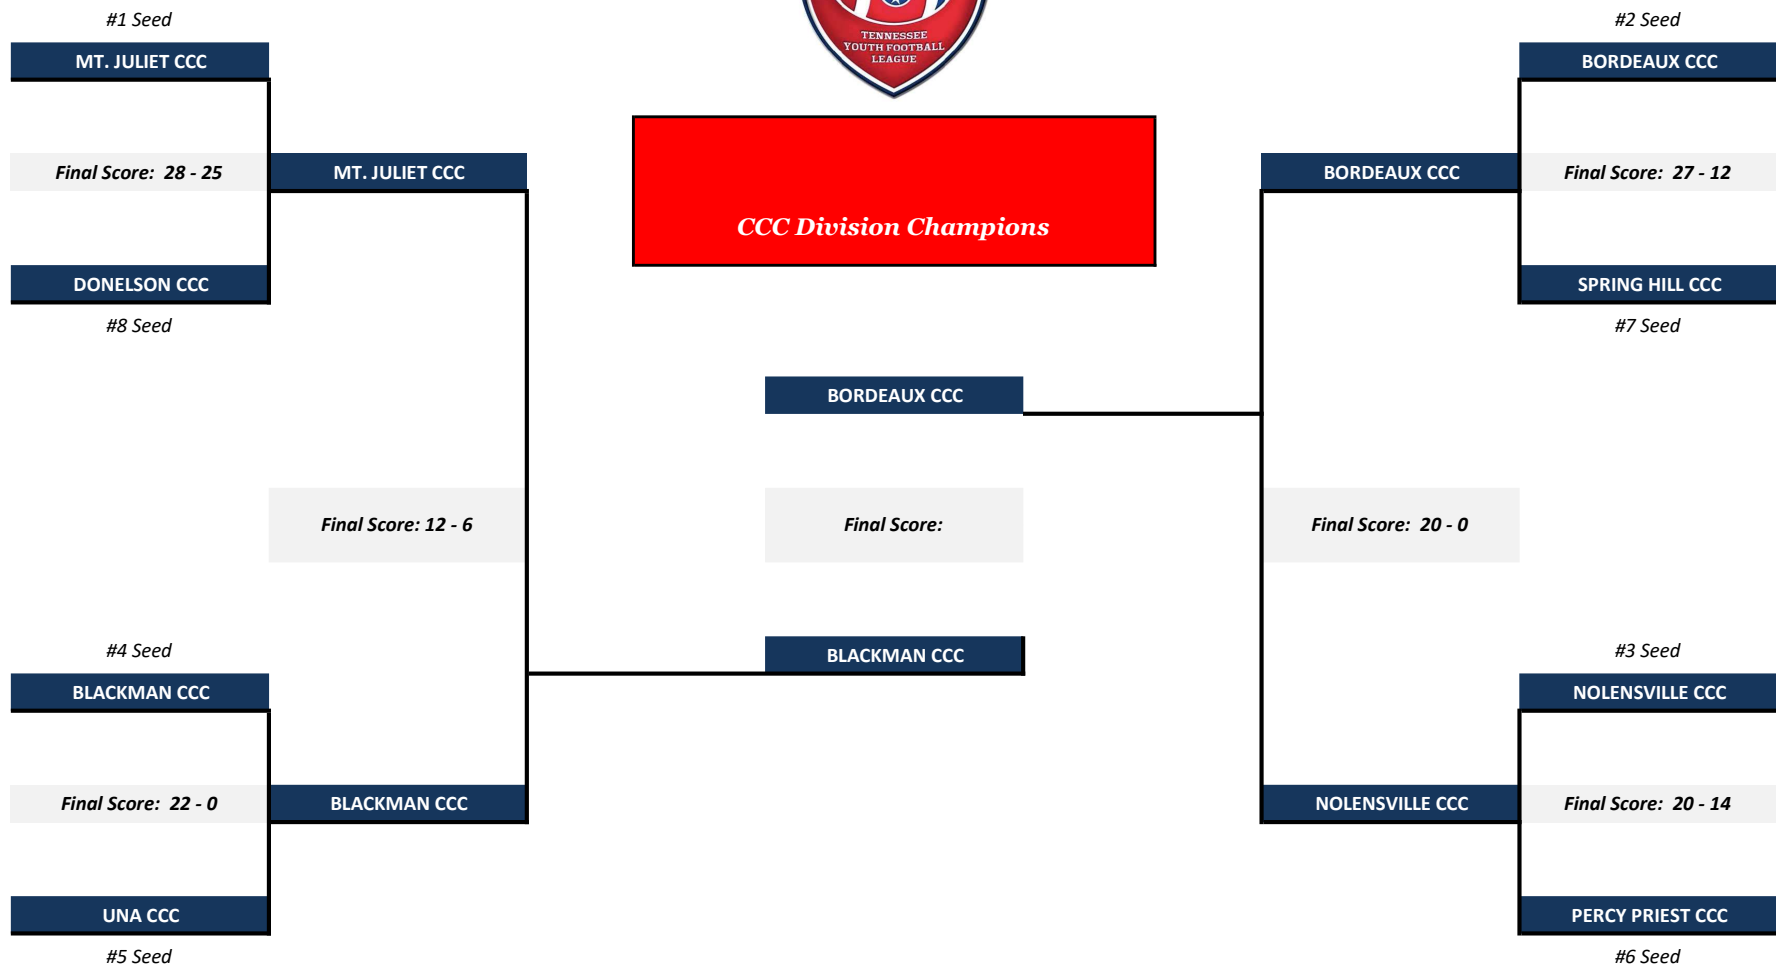 #1 Seed
#2 Seed
TENNESSEE
YOUTH FOOTBALL
LEAGUE
MT. JULIET CCC
BORDEAUX CCC
Final Score: 28 - 25
MT. JULIET CCC
BORDEAUX CCC
Final Score: 27 - 12
CCC Division Champions
DONELSON CCC
SPRING HILL CCC
#8 Seed
#7 Seed
BORDEAUX CCC
Final Score: 12 - 6
Final Score:
Final Score: 20 - 0
#4 Seed
BLACKMAN CCC
#3 Seed
BLACKMAN CCC
NOLENSVILLE CCC
Final Score: 22 - 0
BLACKMAN CCC
NOLENSVILLE CCC
Final Score: 20 - 14
UNA CCC
PERCY PRIEST CCC
#5 Seed
#6 Seed